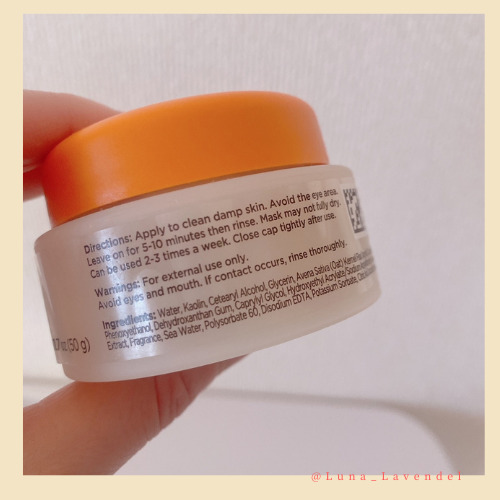 Directions: Apply to clean damp skin. Avoid the eye area.
Leave on for 5-10 minutes then rinse. Mask may not fully dry.
Can be used 2-3 times a week. Close cap tightly after use.
Warnings: For external use only.
Avoid eyes and mouth. If contact occurs, rinse thoroughly.
Ingredients: Water, Kaolin, Cetearyl Alcohol, Glycerin, Avena Sativa (Oat) Kernel
Phenoxyethanol, Dehydroxanthan Gum, Caprylyl Glycol, Hydroxyethyl Acrylate/Sodium
Extract, Fragrance, Sea Water, Polysorbate 60, Disodium EDTA, Potassium Sorbate,
oz (50 g)
@Luna_Lavendel